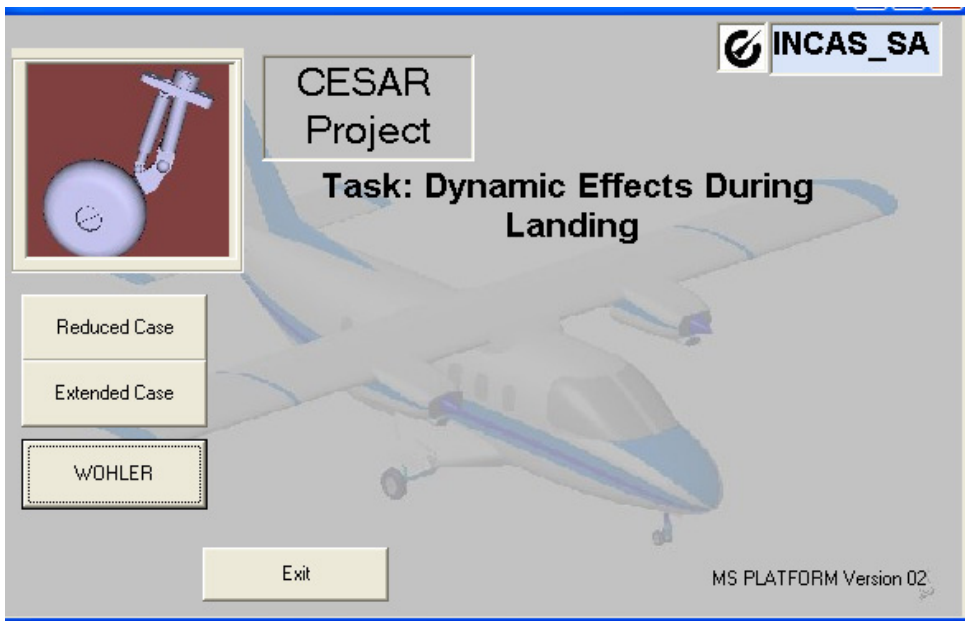 INCAS_SA
CESAR
Project
Task: Dynamic Effects During
Landing
Reduced Case
Extended Case
WOHLER
Exit
MS PLATFORM Version 02